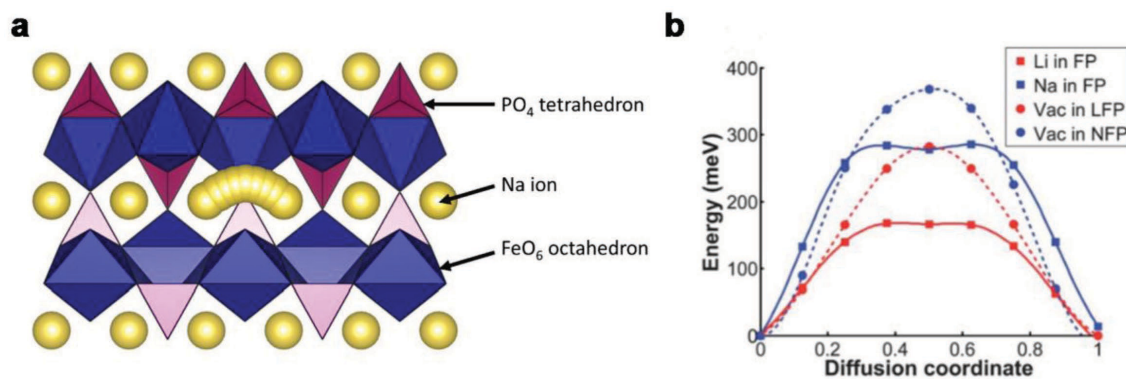 a
PO4 tetrahedron
Na ion
FeO6 octahedron
b
Li in FP
Na in FP
Vac in LFP
Vac in NFP
400
300
200
100
0
Energy (meV)
0
0.2
0.4
0.6
0.8
1
Diffusion coordinate